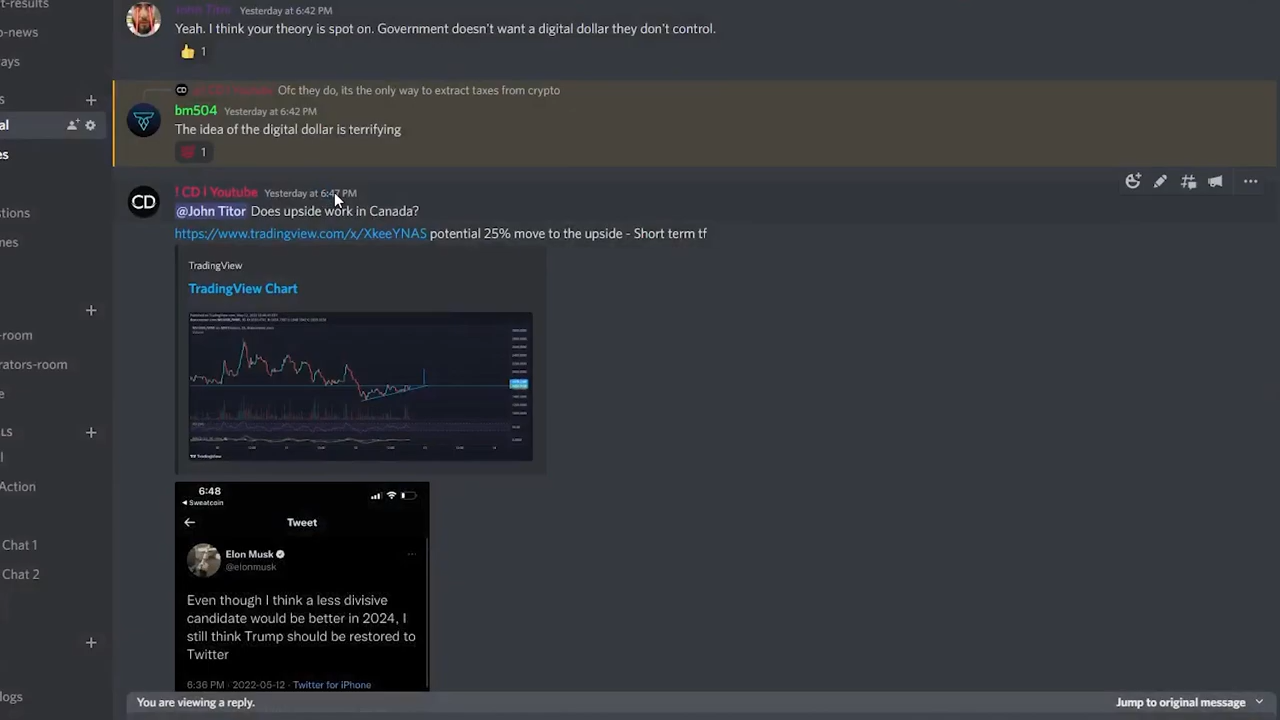 t-results
Yesterday at 6:42 PM
o-news
Yeah. I think your theory is spot on. Government doesn't want a digital dollar they don't control.
ays
👍 1
s
CD
Ofc they do, its the only way to extract taxes from crypto
bm504 Yesterday at 6:42 PM
al
The idea of the digital dollar is terrifying
es
1
! CD | Youtube Yesterday at 6:47 PM
CD
@John Titor Does upside work in Canada?
stions
https://www.tradingview.com/x/XkeeYNAS potential 25% move to the upside - Short term tf
nes
TradingView
TradingView Chart
-room
rators-room
e
LS
l
TradingView
Action
6:48
Sweatcoin
Tweet
Chat 1
Elon Musk
@elonmusk
Chat 2
Even though I think a less divisive
candidate would be better in 2024, I
still think Trump should be restored to
Twitter
6:36 PM · 2022-05-12 · Twitter for iPhone
logs
You are viewing a reply.
Jump to original message